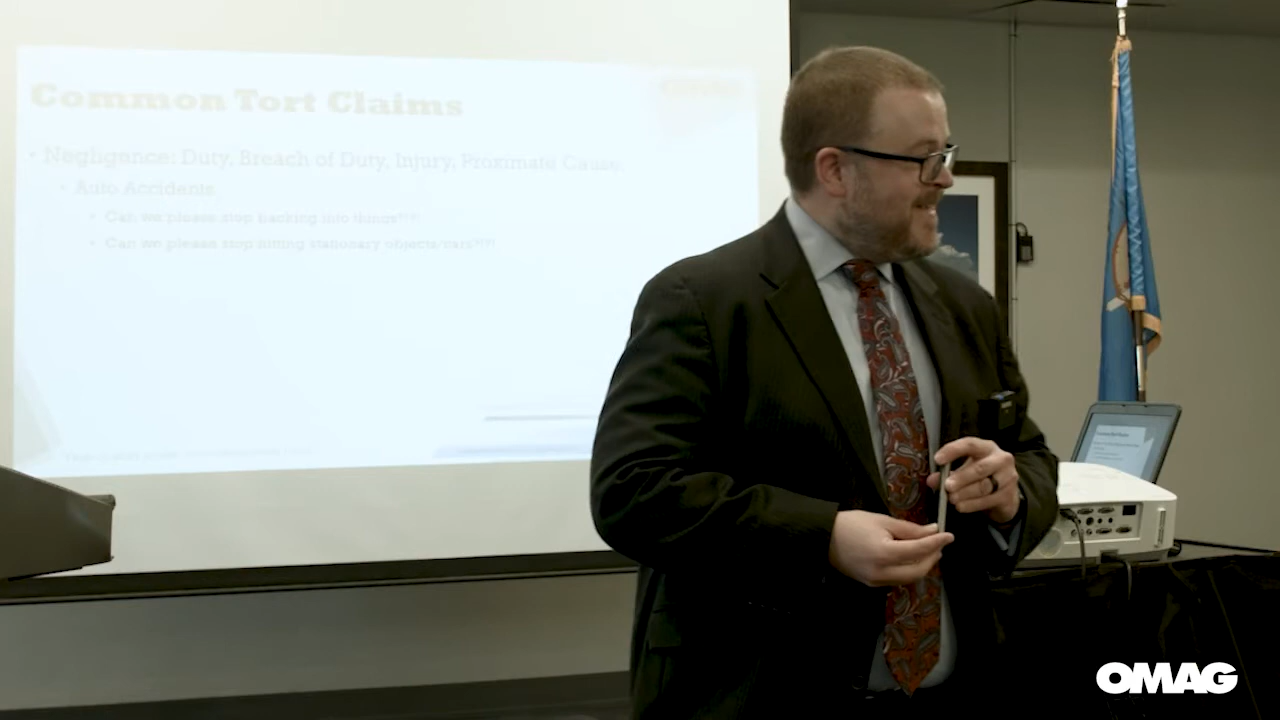 Common Tort Claims
OMAG
• Negligence: Duty, Breach of Duty, Injury, Proximate Cause
• Auto Accidents
• Can we please stop backing into things?!?!
• Can we please stop hitting stationary objects/cars?!?!
OMAG